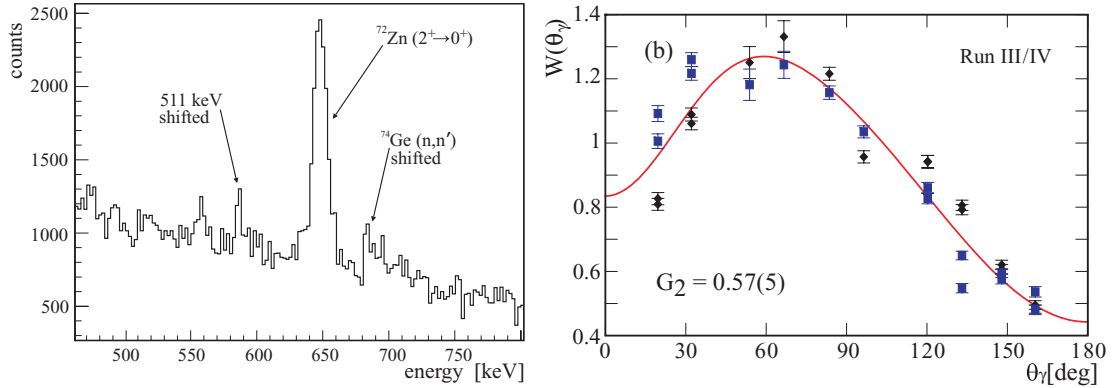 counts
2500
2000
1500
1000
500
⁷²Zn (2⁺→0⁺)
511 keV
shifted
⁷⁴Ge (n,n′)
shifted
500 550 600 650 700 750
energy [keV]
W(θγ)
1.6
1.4
1.2
1
0.8
0.6
0.4
(b)
Run III/IV
G₂ = 0.57(5)
0 30 60 90 120 150 180
θγ[deg]